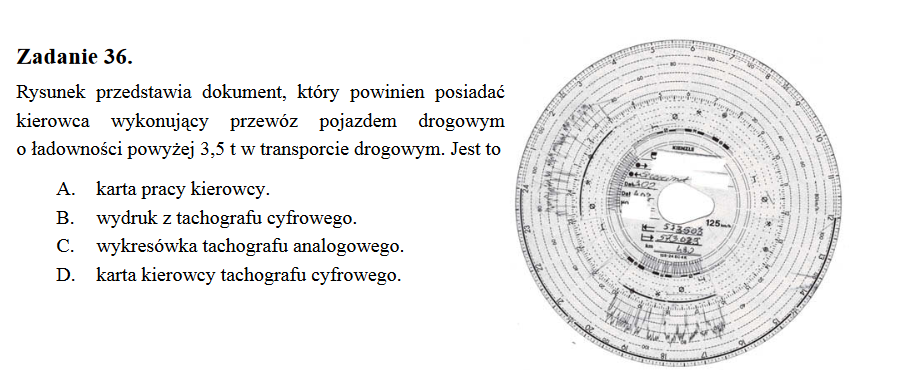 Zadanie 36.
Rysunek przedstawia dokument, który powinien posiadać
kierowca wykonujący przewóz pojazdem drogowym
o ładowności powyżej 3,5 t w transporcie drogowym. Jest to
A. karta pracy kierowcy.
B. wydruk z tachografu cyfrowego.
C. wykresówka tachografu analogowego.
D. karta kierowcy tachografu cyfrowego.
KIENZLE
125 km/h